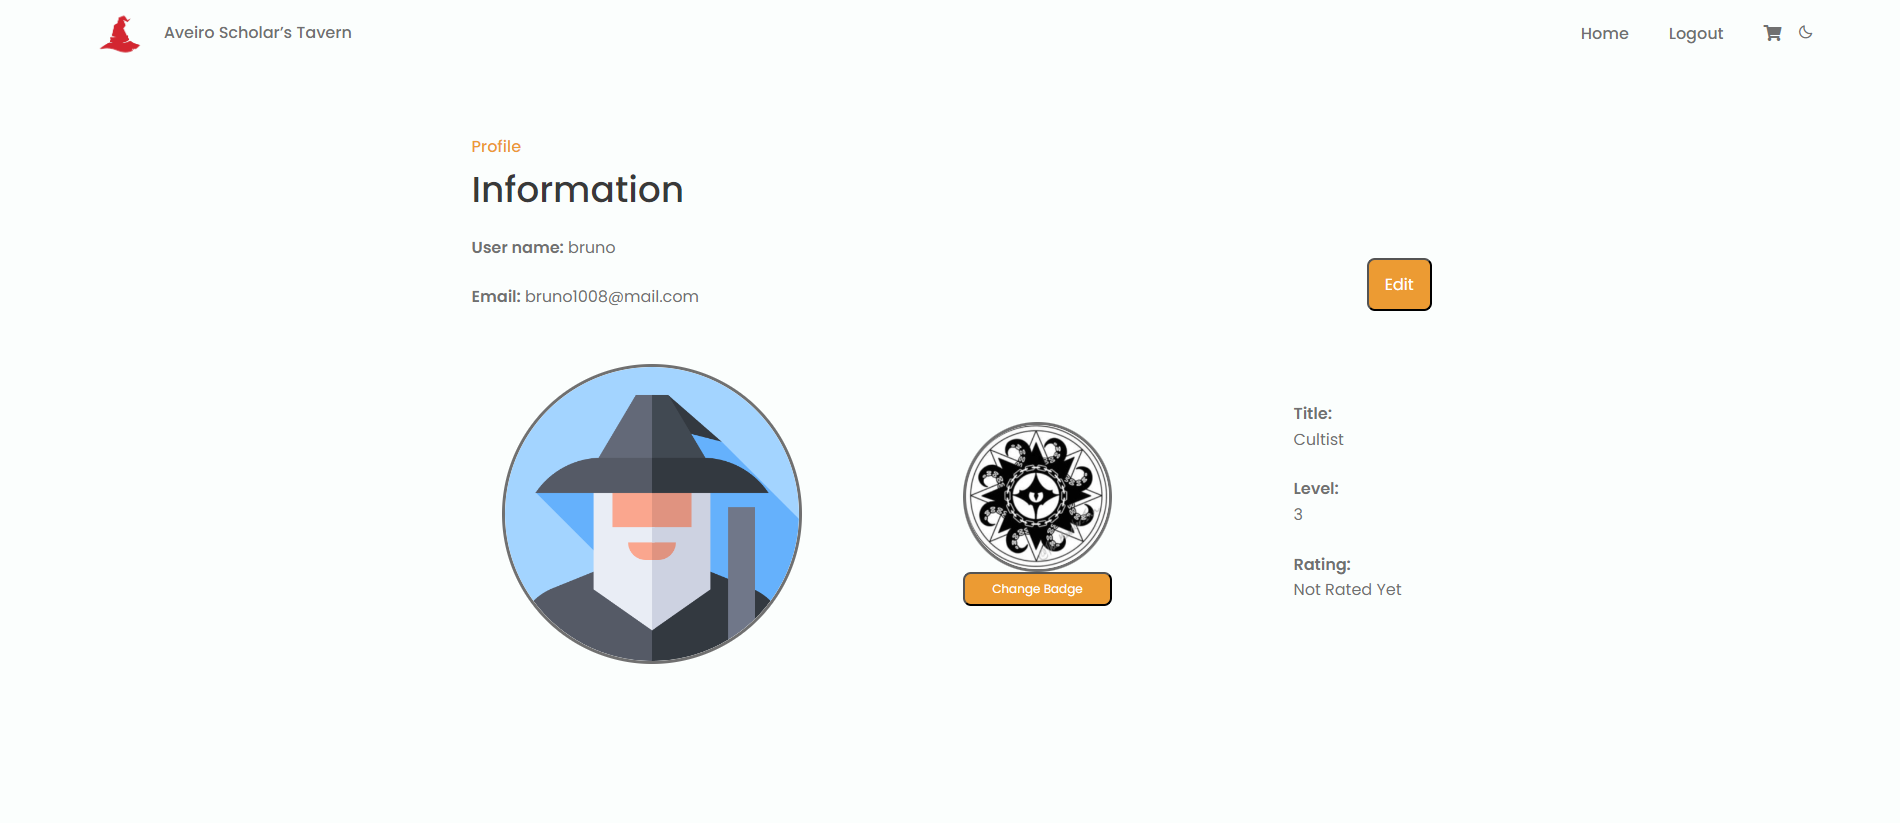 Aveiro Scholar’s Tavern
Home
Logout
Profile
Information
User name: bruno
Email: bruno1008@mail.com
Edit
Change Badge
Title:
Cultist
Level:
3
Rating:
Not Rated Yet